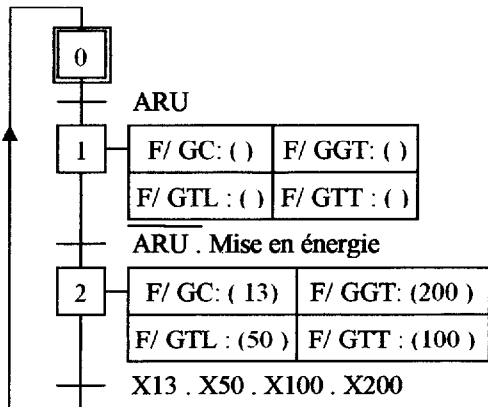 0
ARU
1 F/ GC: ( ) F/ GGT: ( )
F/ GTL : ( ) F/ GTT : ( )
A̅R̅U̅ . Mise en énergie
2 F/ GC: ( 13) F/ GGT: (200 )
F/ GTL : (50 ) F/ GTT : (100 )
X13 . X50 . X100 . X200